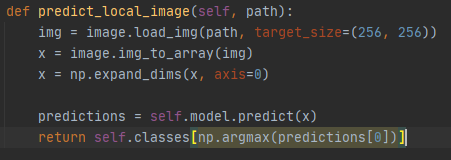 def predict_local_image(self, path):
    img = image.load_img(path, target_size=(256, 256))
    x = image.img_to_array(img)
    x = np.expand_dims(x, axis=0)

    predictions = self.model.predict(x)
    return self.classes[np.argmax(predictions[0])]